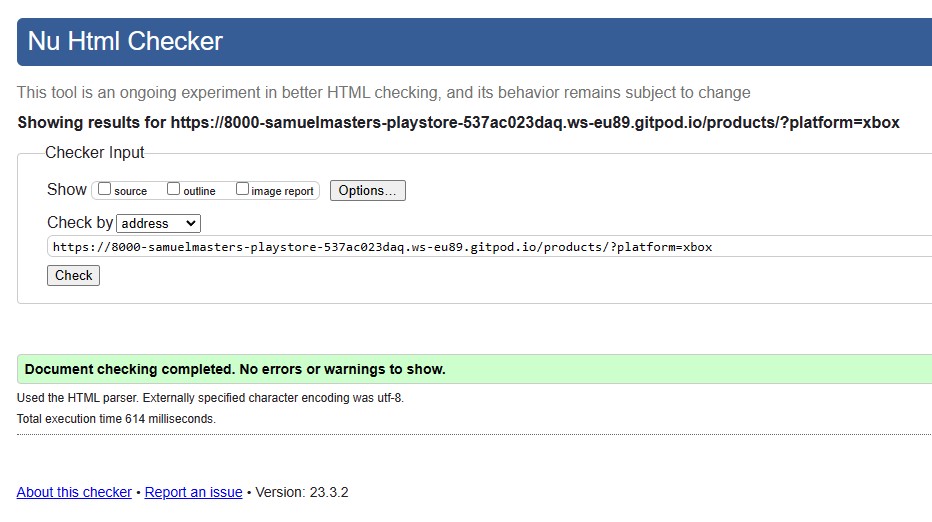 Nu Html Checker
This tool is an ongoing experiment in better HTML checking, and its behavior remains subject to change
Showing results for https://8000-samuelmasters-playstore-537ac023daq.ws-eu89.gitpod.io/products/?platform=xbox
Checker Input
Show source outline image report Options...
Check by address
https://8000-samuelmasters-playstore-537ac023daq.ws-eu89.gitpod.io/products/?platform=xbox
Check
Document checking completed. No errors or warnings to show.
Used the HTML parser. Externally specified character encoding was utf-8.
Total execution time 614 milliseconds.
About this checker • Report an issue • Version: 23.3.2